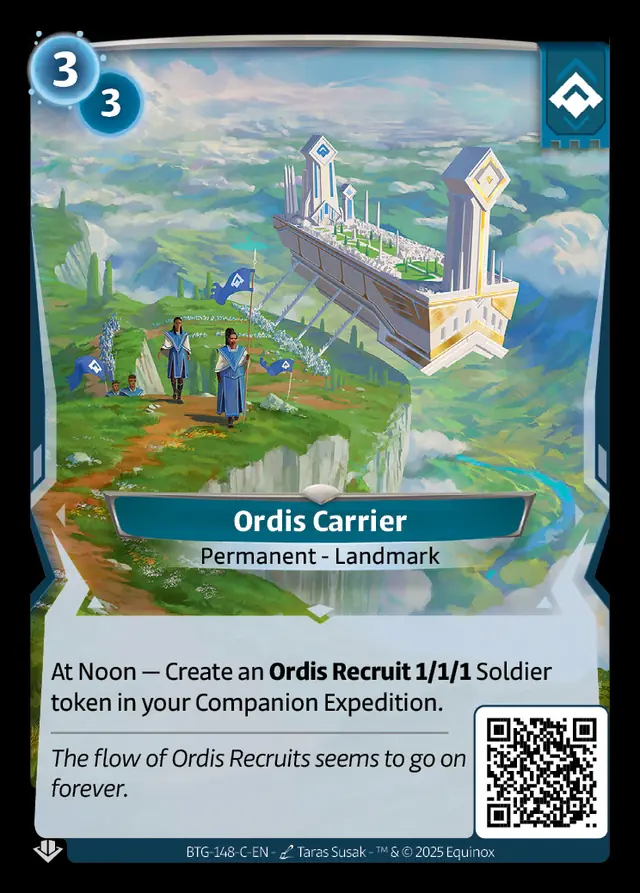 3
3
Ordis Carrier
Permanent - Landmark
At Noon — Create an Ordis Recruit 1/1/1 Soldier
token in your Companion Expedition.
The flow of Ordis Recruits seems to go on
forever.
BTG-148-C-EN - Taras Susak - ™ & © 2025 Equinox